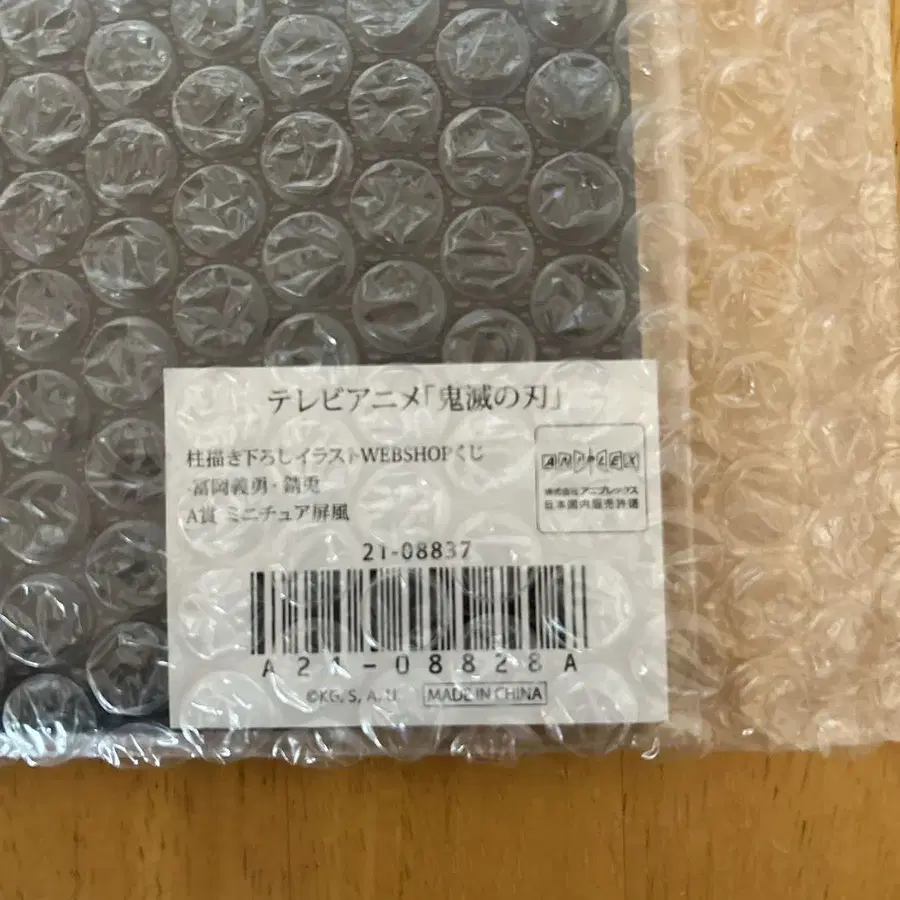 テレビアニメ「鬼滅の刃」
柱描き下ろしイラストWEBSHOPくじ
-冨岡義勇・錆兎
A賞 ミニチュア屏風
ANIPLEX
株式会社アニプレックス
日本国内販売許諾
21-08837
A21-08828A
©KG, S, A, U.
MADE IN CHINA